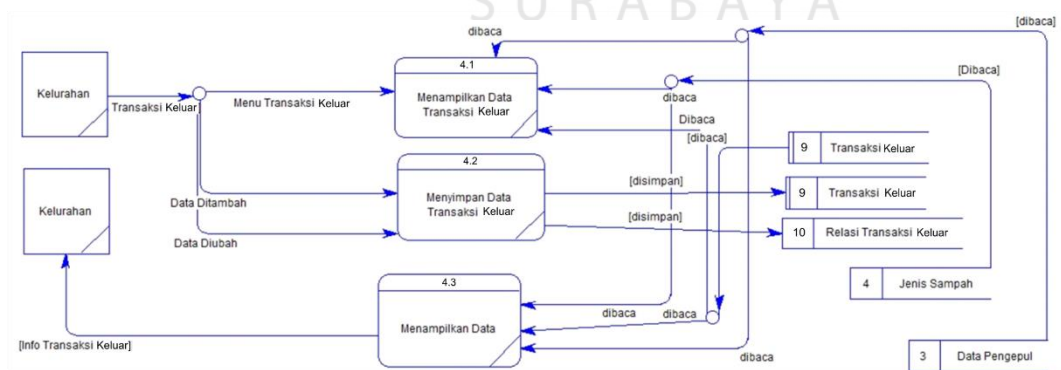 SURABAYA
[dibaca]
dibaca
4.1
[Dibaca]
Kelurahan
Transaksi Keluar
Menu Transaksi Keluar
Menampilkan Data
Transaksi Keluar
dibaca
Dibaca
[dibaca]
9 Transaksi Keluar
4.2
Kelurahan
Data Ditambah
Menyimpan Data
Transaksi Keluar
[disimpan]
9 Transaksi Keluar
[disimpan]
10 Relasi Transaksi Keluar
Data Diubah
4.3
4 Jenis Sampah
Menampilkan Data
dibaca
dibaca
[Info Transaksi Keluar]
dibaca
3 Data Pengepul